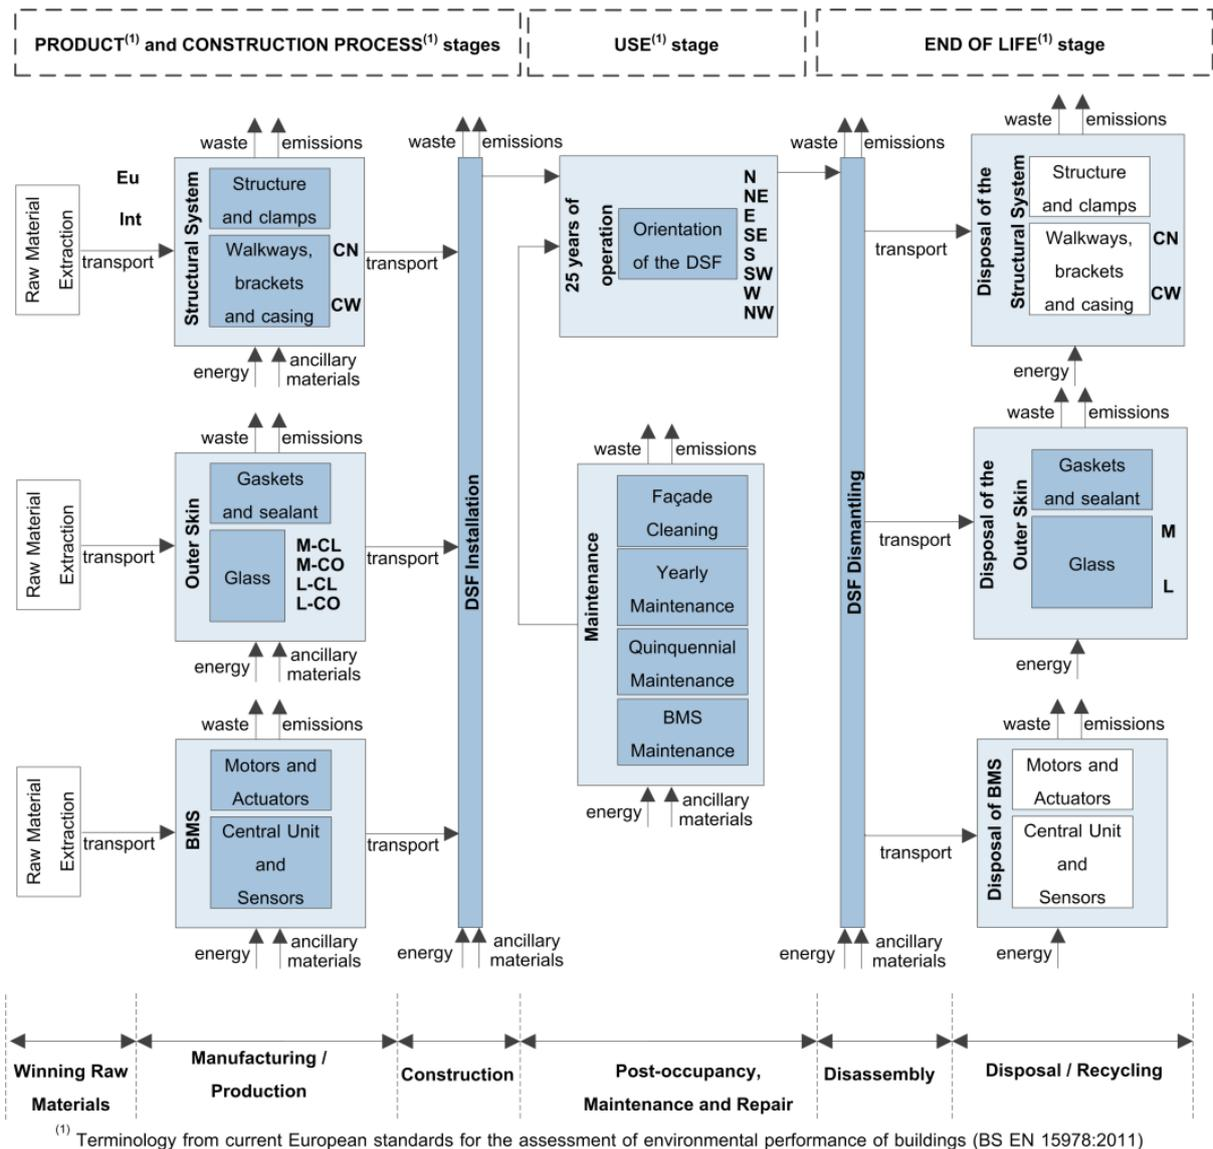 PRODUCT(1) and CONSTRUCTION PROCESS(1) stages
USE(1) stage
END OF LIFE(1) stage
Raw Material
Extraction
Eu
Int
transport
waste
emissions
Structural System
Structure
and clamps
Walkways,
brackets
and casing
CN
CW
energy
ancillary
materials
transport
Raw Material
Extraction
transport
waste
emissions
Outer Skin
Gaskets
and sealant
Glass
M-CL
M-CO
L-CL
L-CO
energy
ancillary
materials
transport
Raw Material
Extraction
transport
waste
emissions
BMS
Motors and
Actuators
Central Unit
and
Sensors
energy
ancillary
materials
transport
waste
emissions
DSF Installation
energy
ancillary
materials
25 years of
operation
Orientation
of the DSF
N
NE
E
SE
S
SW
W
NW
waste
emissions
Maintenance
Façade
Cleaning
Yearly
Maintenance
Quinquennial
Maintenance
BMS
Maintenance
energy
ancillary
materials
waste
emissions
DSF Dismantling
energy
ancillary
materials
transport
waste
emissions
Disposal of the
Structural System
Structure
and clamps
Walkways,
brackets
and casing
CN
CW
energy
transport
waste
emissions
Disposal of the
Outer Skin
Gaskets
and sealant
Glass
M
L
energy
transport
waste
emissions
Disposal of BMS
Motors and
Actuators
Central Unit
and
Sensors
energy
Winning Raw
Materials
Manufacturing /
Production
Construction
Post-occupancy,
Maintenance and Repair
Disassembly
Disposal / Recycling
(1) Terminology from current European standards for the assessment of environmental performance of buildings (BS EN 15978:2011)